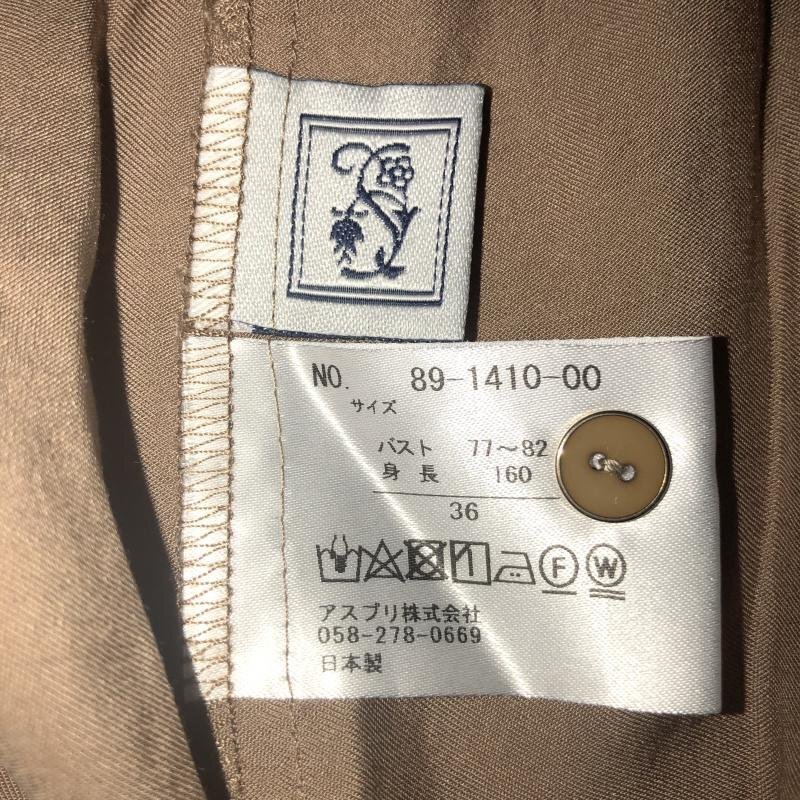 NO. 89-1410-00
サイズ
バスト 77～82
身長 160
36
F W
アスプリ株式会社
058-278-0669
日本製